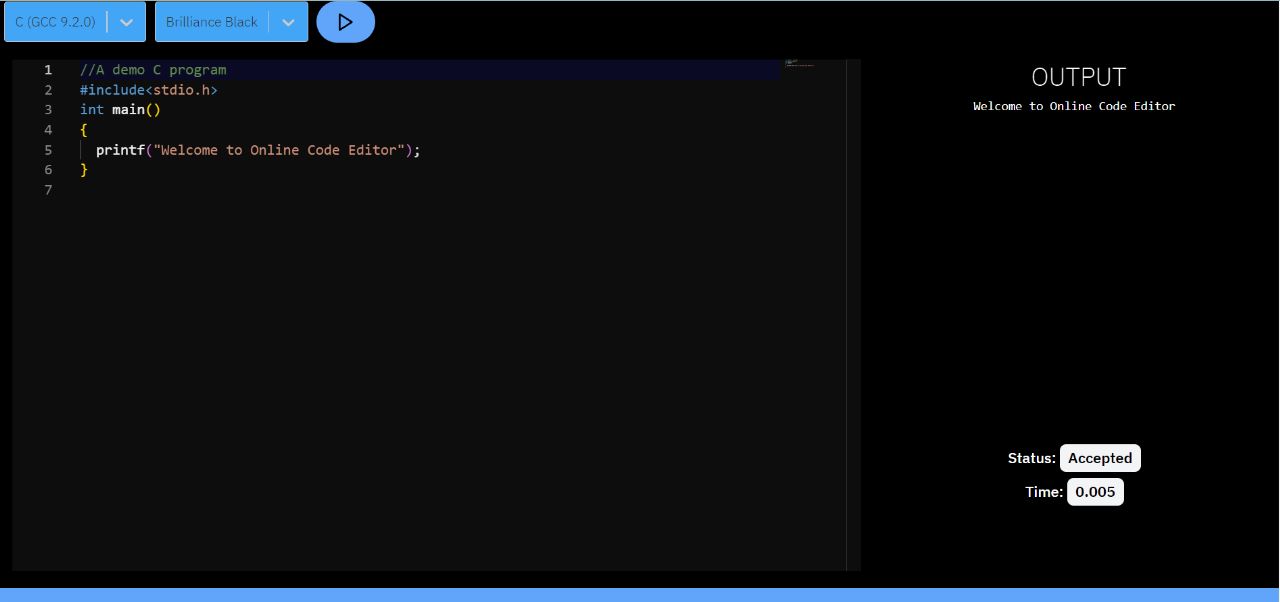 C (GCC 9.2.0)
Brilliance Black
1 //A demo C program
2 #include<stdio.h>
3 int main()
4 {
5 printf("Welcome to Online Code Editor");
6 }
7
OUTPUT
Welcome to Online Code Editor
Status: Accepted
Time: 0.005